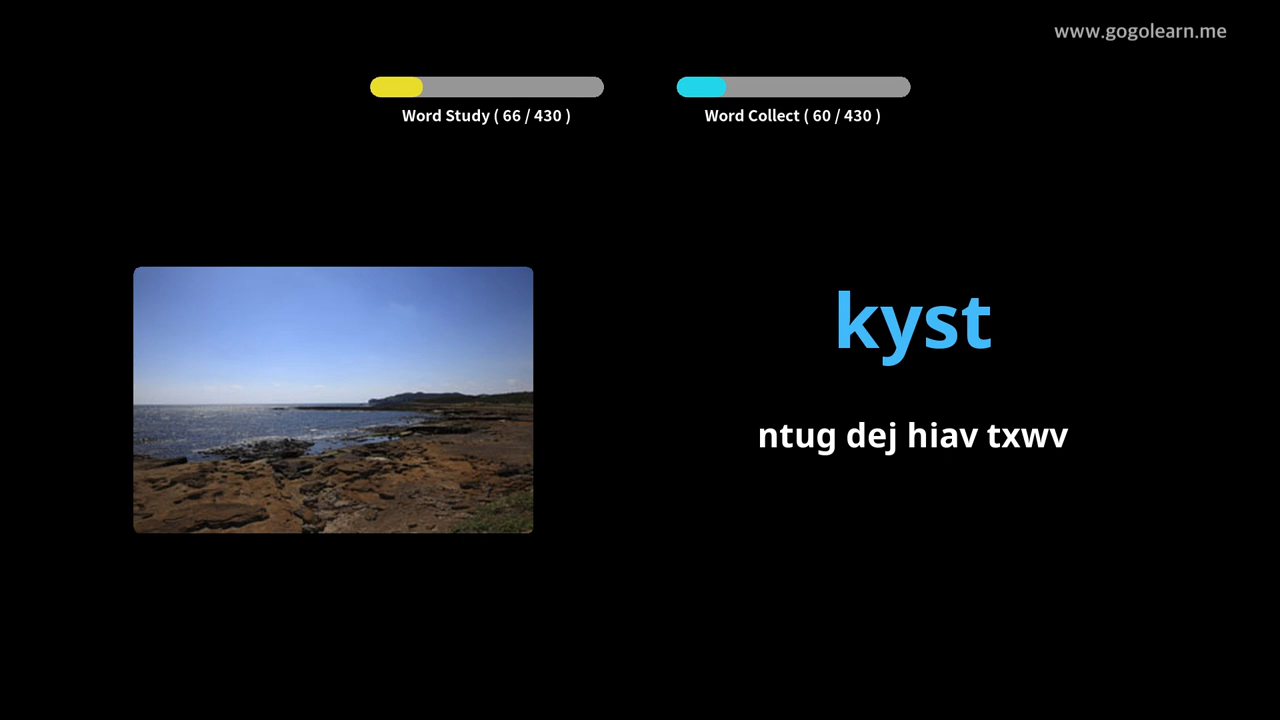 www.gogolearn.me
Word Study ( 66 / 430 )
Word Collect ( 60 / 430 )
kyst
ntug dej hiav txwv